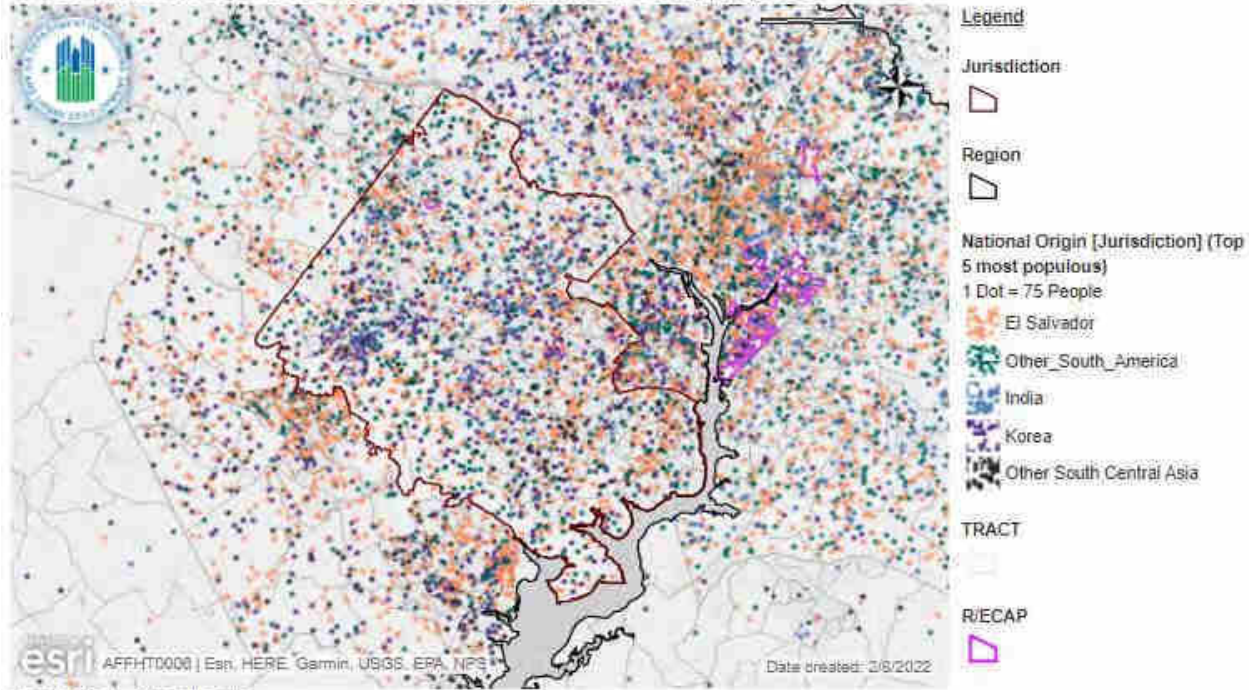 Legend
Jurisdiction
Region
National Origin [Jurisdiction] (Top
5 most populous)
1 Dot = 75 People
El Salvador
Other_South_America
India
Korea
Other South Central Asia
TRACT
R/ECAP
esri
AFFHT0006 | Esri, HERE, Garmin, USGS, EPA, NPS
Date created: 2/6/2022